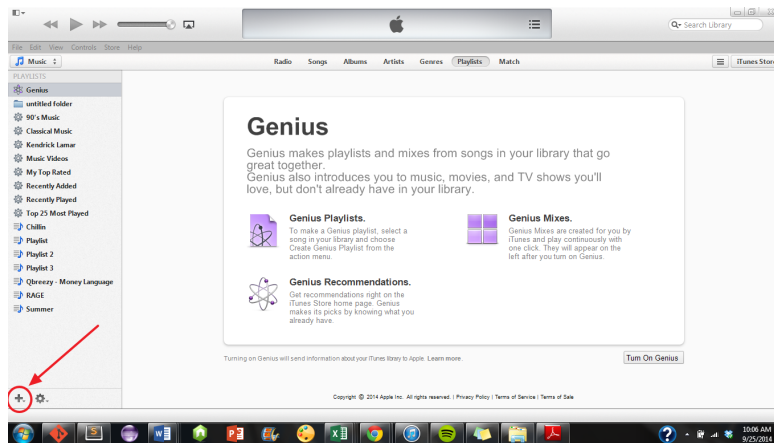 Search Library
File Edit View Controls Store Help
Music
Radio Songs Albums Artists Genres Playlists Match
iTunes Store
PLAYLISTS
Genius
untitled folder
90's Music
Classical Music
Kendrick Lamar
Music Videos
My Top Rated
Recently Added
Recently Played
Top 25 Most Played
Chillin
Playlist
Playlist 2
Playlist 3
Qbreezy - Money Language
RAGE
Summer
Genius
Genius makes playlists and mixes from songs in your library that go
great together.
Genius also introduces you to music, movies, and TV shows you'll
love, but don't already have in your library.
Genius Playlists.
To make a Genius playlist, select a
song in your library and choose
Create Genius Playlist from the
action menu.
Genius Mixes.
Genius Mixes are created for you by
iTunes and play continuously with
one click. They will appear on the
left after you turn on Genius.
Genius Recommendations.
Get recommendations right on the
iTunes Store home page. Genius
makes its picks by knowing what you
already have.
Turning on Genius will send information about your iTunes library to Apple. Learn more.
Turn On Genius
Copyright © 2014 Apple Inc. All rights reserved. | Privacy Policy | Terms of Service | Terms of Sale
10:06 AM
9/25/2014